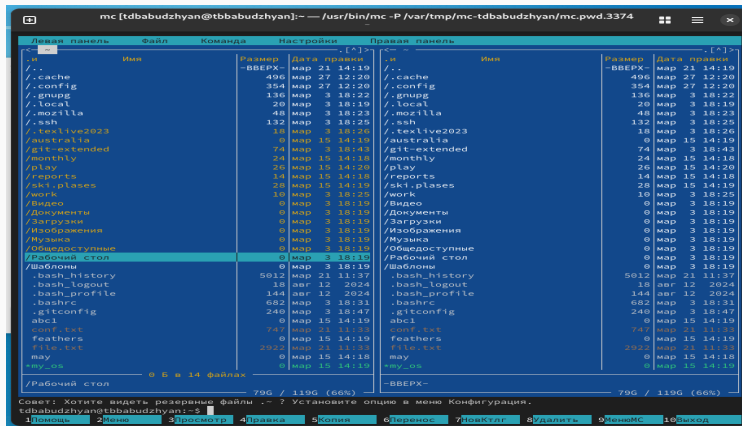 mc [tdbabudzhyan@tbbabudzhyan]:~ — /usr/bin/mc -P /var/tmp/mc-tdbabudzhyan/mc.pwd.3374
Левая панель Файл Команда Настройки Правая панель
<─ ~ ─.[^]> <─ ~ ─.[^]>
.и Имя Размер Дата правки .и Имя Размер Дата правки
/.. -ВВЕРХ- мар 21 14:19 /.. -ВВЕРХ- мар 21 14:19
/.cache 496 мар 27 12:20 /.cache 496 мар 27 12:20
/.config 354 мар 27 12:20 /.config 354 мар 27 12:20
/.gnupg 136 мар 3 18:22 /.gnupg 136 мар 3 18:22
/.local 20 мар 3 18:19 /.local 20 мар 3 18:19
/.mozilla 48 мар 3 18:23 /.mozilla 48 мар 3 18:23
/.ssh 132 мар 3 18:25 /.ssh 132 мар 3 18:25
/.texlive2023 18 мар 3 18:26 /.texlive2023 18 мар 3 18:26
/australia 0 мар 15 14:19 /australia 0 мар 15 14:19
/git-extended 74 мар 3 18:43 /git-extended 74 мар 3 18:43
/monthly 24 мар 15 14:18 /monthly 24 мар 15 14:18
/play 26 мар 15 14:20 /play 26 мар 15 14:20
/reports 14 мар 15 14:18 /reports 14 мар 15 14:18
/ski.plases 28 мар 15 14:19 /ski.plases 28 мар 15 14:19
/work 10 мар 3 18:25 /work 10 мар 3 18:25
/Видео 0 мар 3 18:19 /Видео 0 мар 3 18:19
/Документы 0 мар 3 18:19 /Документы 0 мар 3 18:19
/Загрузки 0 мар 3 18:19 /Загрузки 0 мар 3 18:19
/Изображения 0 мар 3 18:19 /Изображения 0 мар 3 18:19
/Музыка 0 мар 3 18:19 /Музыка 0 мар 3 18:19
/Общедоступные 0 мар 3 18:19 /Общедоступные 0 мар 3 18:19
/Рабочий стол 0 мар 3 18:19 /Рабочий стол 0 мар 3 18:19
/Шаблоны 0 мар 3 18:19 /Шаблоны 0 мар 3 18:19
.bash_history 5012 мар 21 11:37 .bash_history 5012 мар 21 11:37
.bash_logout 18 авг 12 2024 .bash_logout 18 авг 12 2024
.bash_profile 144 авг 12 2024 .bash_profile 144 авг 12 2024
.bashrc 682 мар 3 18:31 .bashrc 682 мар 3 18:31
.gitconfig 240 мар 3 18:47 .gitconfig 240 мар 3 18:47
abc1 0 мар 15 14:19 abc1 0 мар 15 14:19
conf.txt 747 мар 21 11:33 conf.txt 747 мар 21 11:33
feathers 0 мар 15 14:19 feathers 0 мар 15 14:19
file.txt 2922 мар 21 11:33 file.txt 2922 мар 21 11:33
may 0 мар 15 14:18 may 0 мар 15 14:18
*my_os 0 мар 15 14:19 *my_os 0 мар 15 14:19
0 Б в 14 файлах
/Рабочий стол -ВВЕРХ-
79G / 119G (66%) 79G / 119G (66%)
Совет: Хотите видеть резервные файлы .~ ? Установите опцию в меню Конфигурация.
tdbabudzhyan@tbbabudzhyan:~$
1Помощь 2Меню 3Просмотр 4Правка 5Копия 6Перенос 7НовКтлг 8Удалить 9МенюMC 10Выход